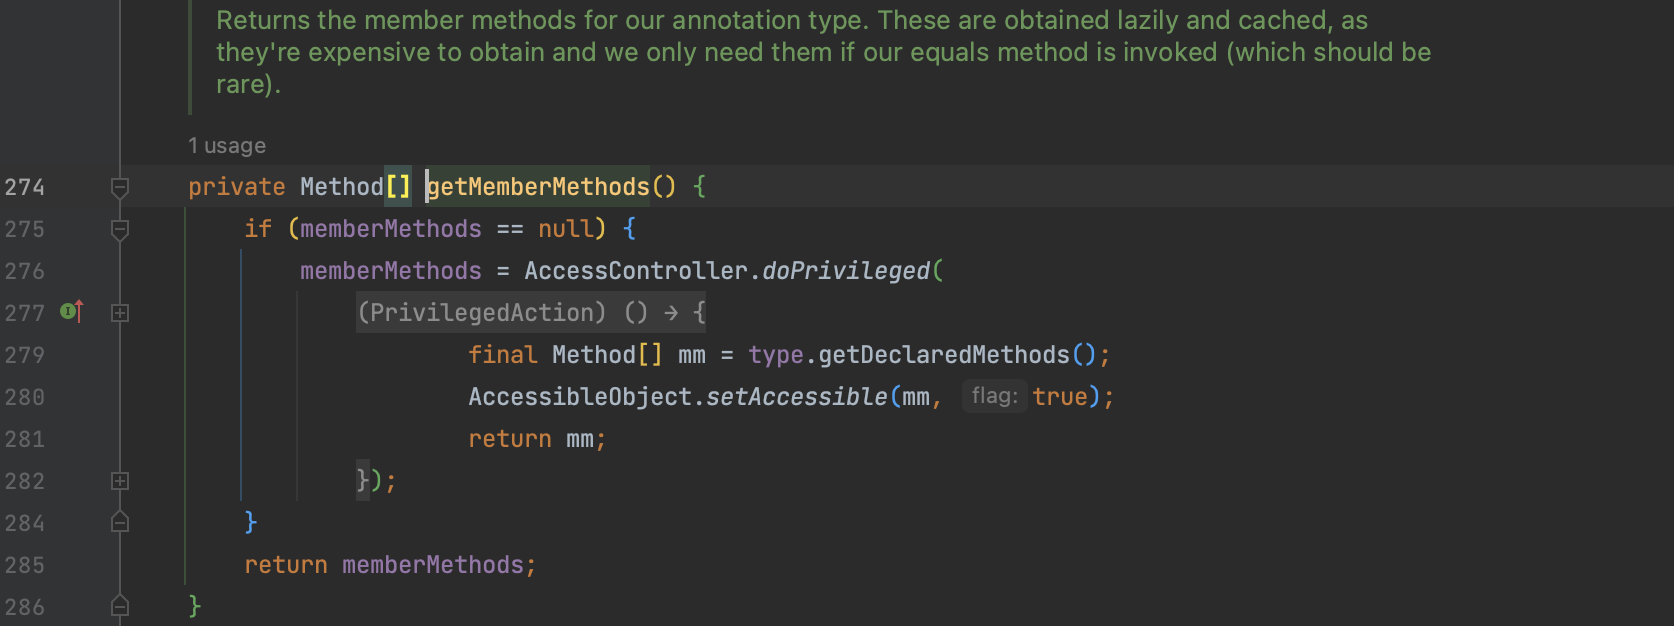 Returns the member methods for our annotation type. These are obtained lazily and cached, as
they're expensive to obtain and we only need them if our equals method is invoked (which should be
rare).
1 usage
274 private Method[] getMemberMethods() {
275 if (memberMethods == null) {
276 memberMethods = AccessController.doPrivileged(
277 I (PrivilegedAction) () → {
279 final Method[] mm = type.getDeclaredMethods();
280 AccessibleObject.setAccessible(mm, flag: true);
281 return mm;
282 });
284 }
285 return memberMethods;
286 }